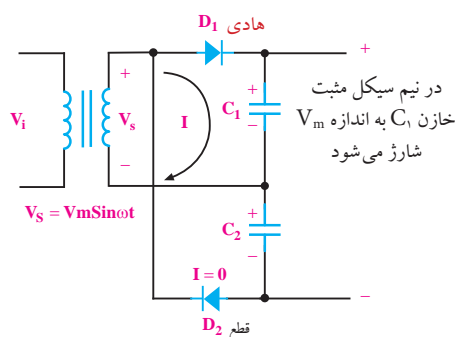 D₁ هادی
+
+
+
در نیم سیکل مثبت
خازن C₁ به اندازه Vm
شارژ می‌شود
Vi
Vs
I
C₁
−
−
VS = VmSinωt
+
C₂
−
I = 0
−
D₂ قطع